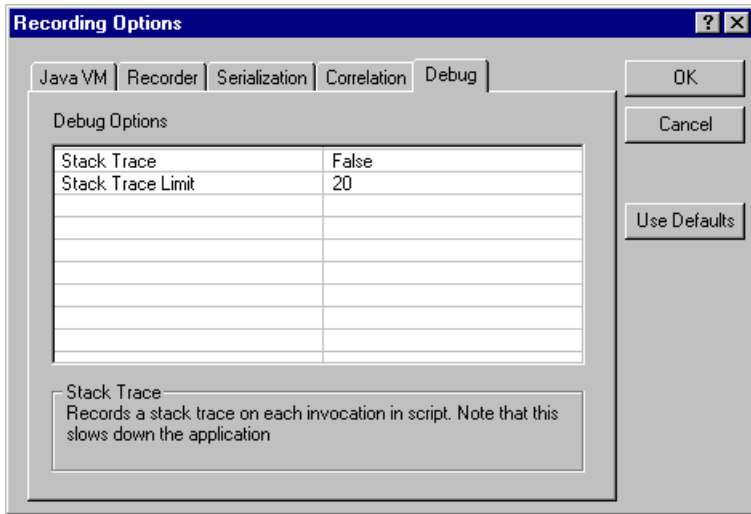 Recording Options
? X
Java VM Recorder Serialization Correlation Debug
OK
Debug Options
Cancel
Stack Trace False
Stack Trace Limit 20
Use Defaults
Stack Trace
Records a stack trace on each invocation in script. Note that this
slows down the application